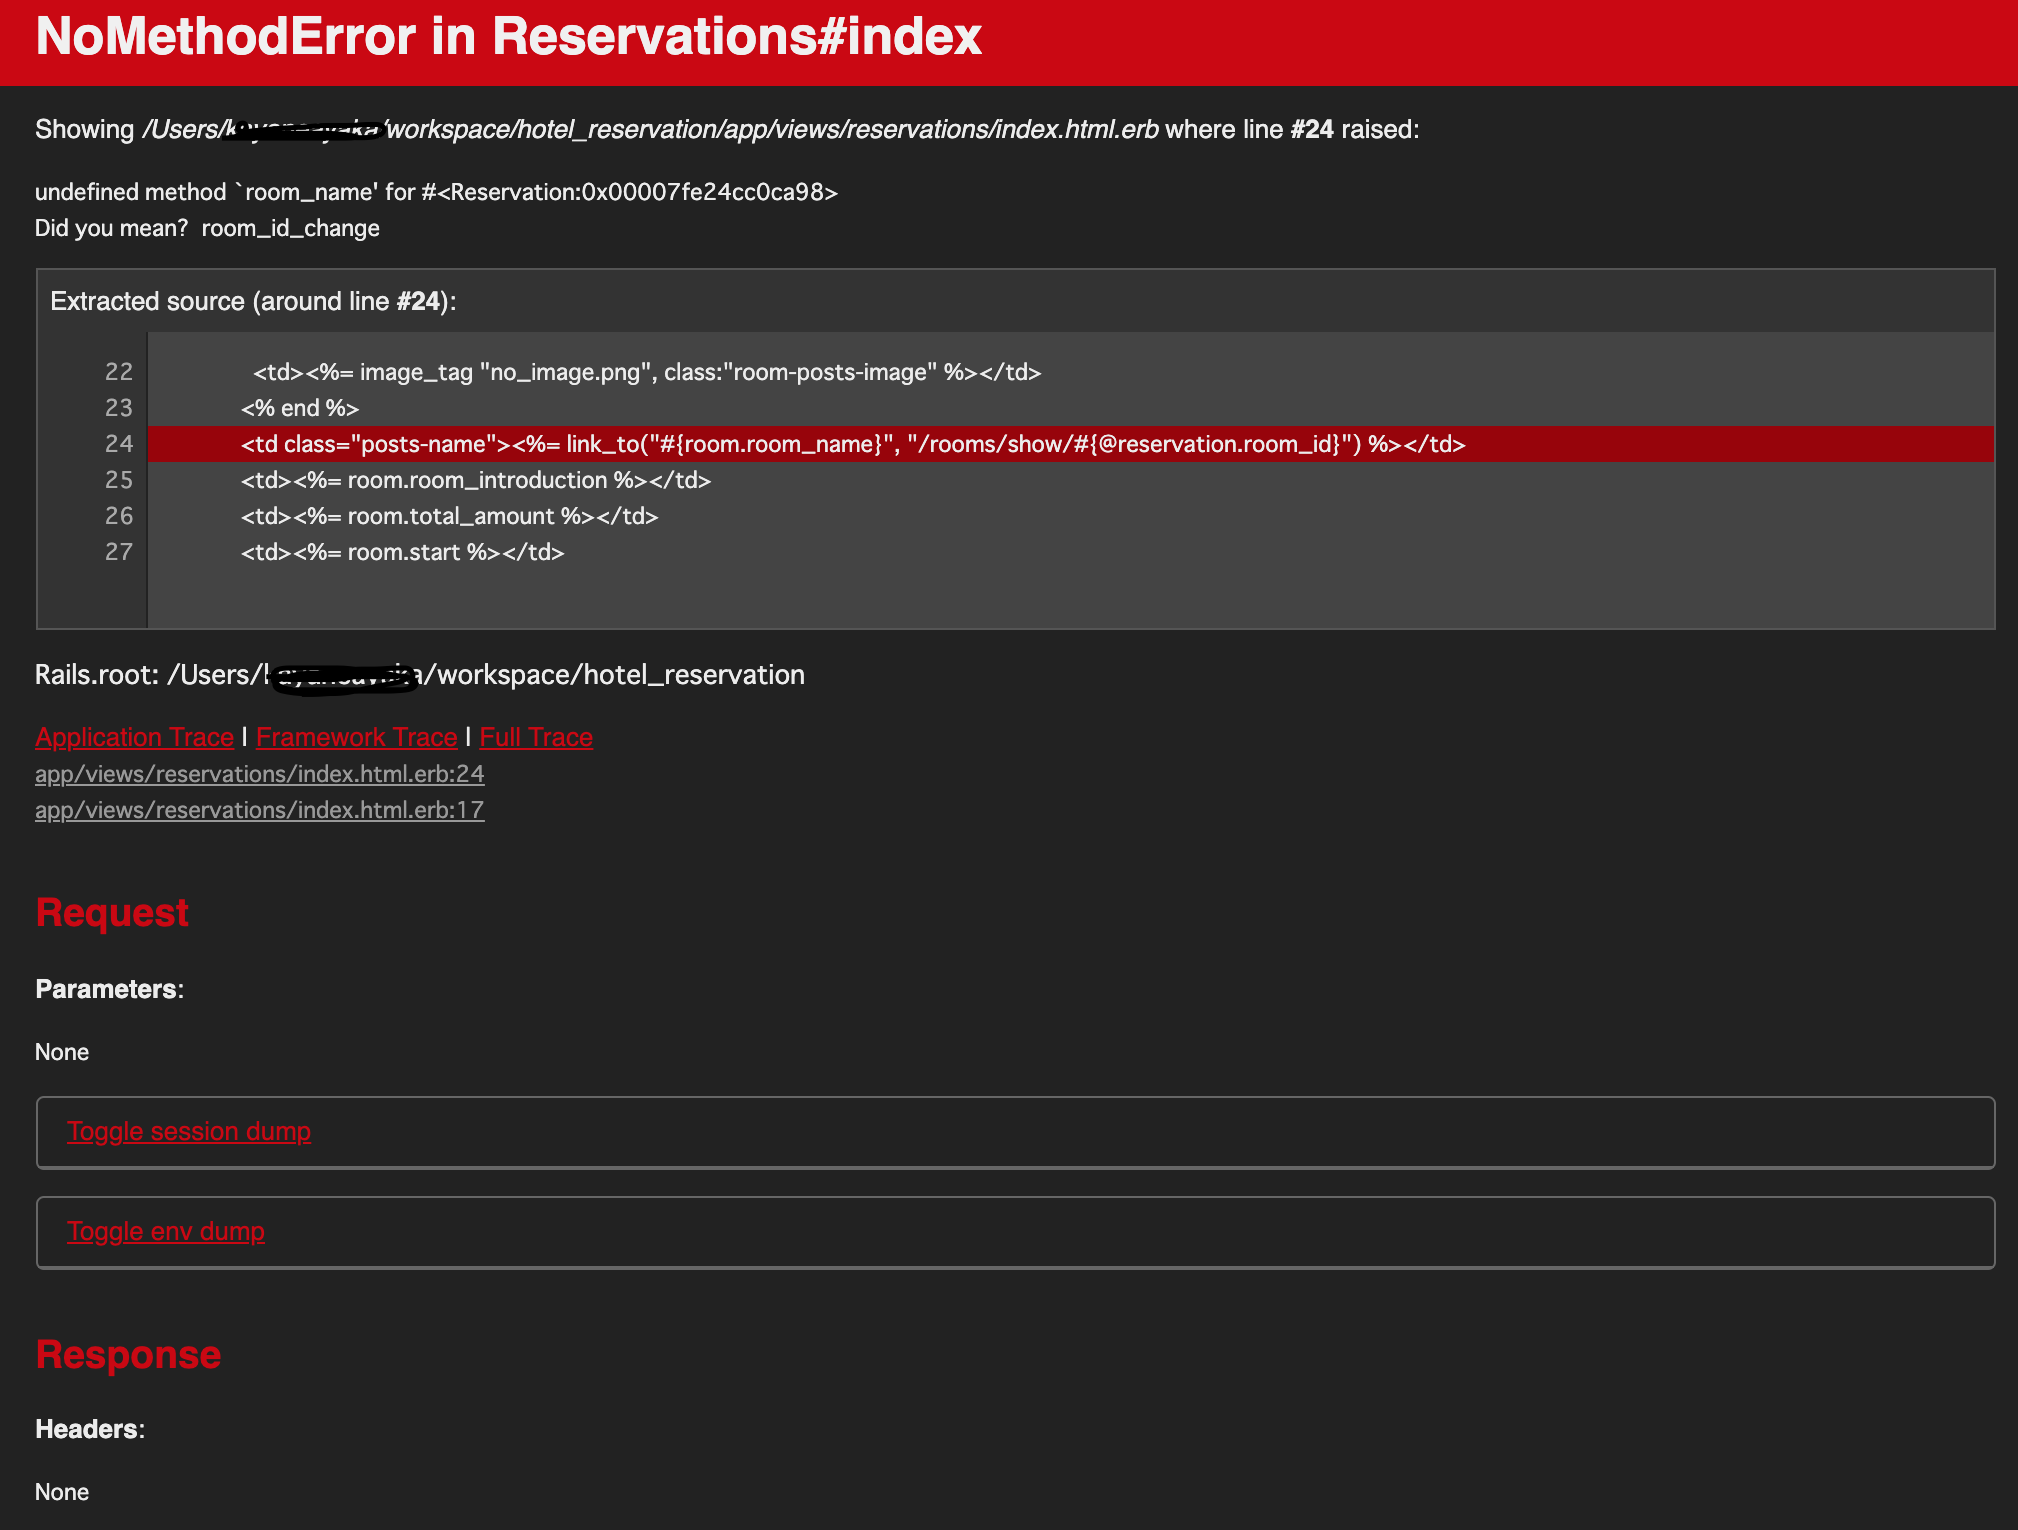 NoMethodError in Reservations#index
Showing /Users/ /workspace/hotel_reservation/app/views/reservations/index.html.erb where line #24 raised:
undefined method `room_name' for #<Reservation:0x00007fe24cc0ca98>
Did you mean?  room_id_change
Extracted source (around line #24):
22 <td><%= image_tag "no_image.png", class:"room-posts-image" %></td>
23 <% end %>
24 <td class="posts-name"><%= link_to("#{room.room_name}", "/rooms/show/#{@reservation.room_id}") %></td>
25 <td><%= room.room_introduction %></td>
26 <td><%= room.total_amount %></td>
27 <td><%= room.start %></td>
Rails.root: /Users/ /workspace/hotel_reservation
Application Trace | Framework Trace | Full Trace
app/views/reservations/index.html.erb:24
app/views/reservations/index.html.erb:17
Request
Parameters:
None
Toggle session dump
Toggle env dump
Response
Headers:
None